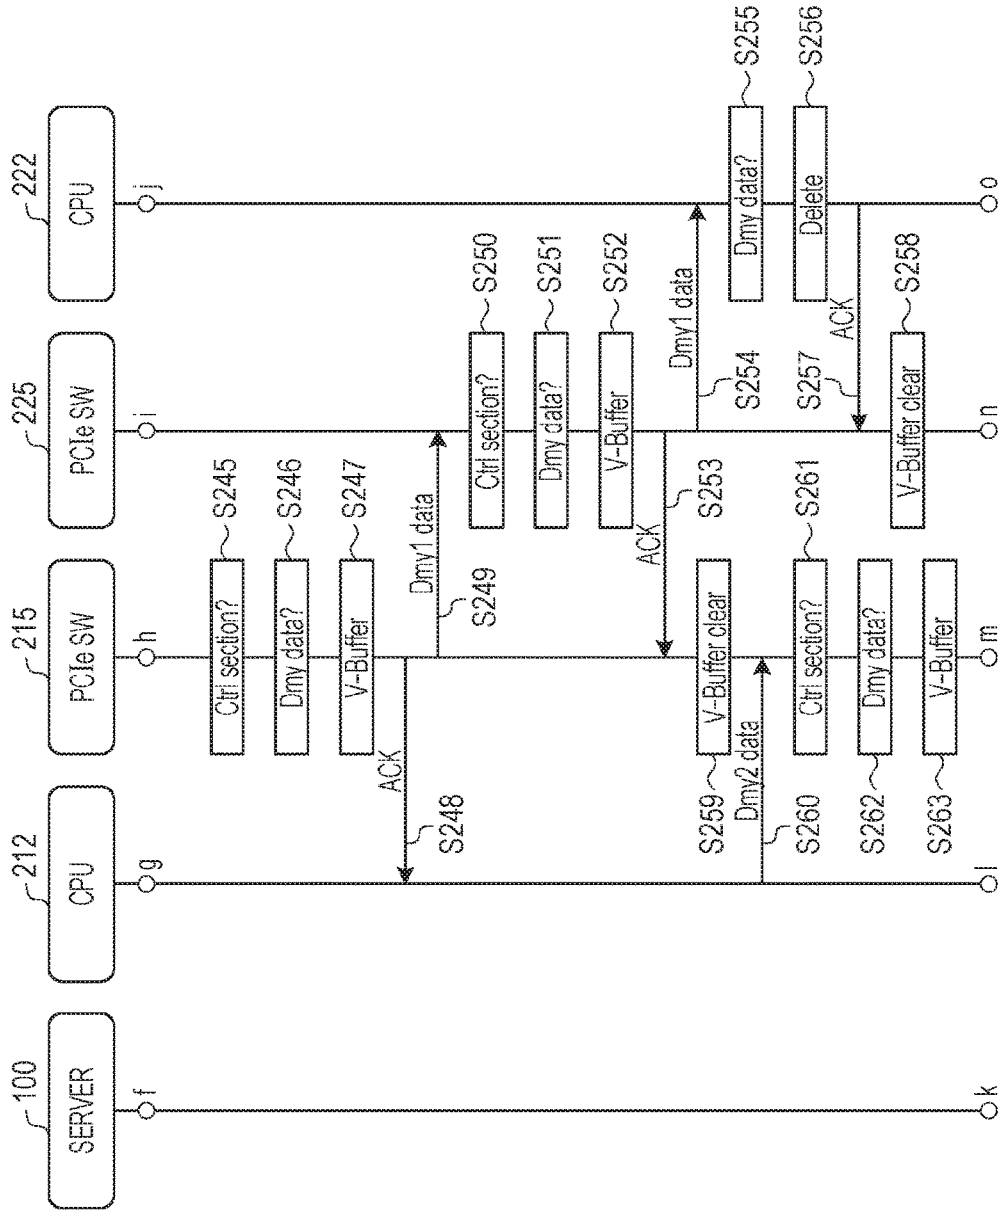 100
SERVER
f
k
212
CPU
g
l
215
PCIe SW
h
m
225
PCIe SW
i
n
222
CPU
j
o
Ctrl section?
S245
Dmy data?
S246
V-Buffer
S247
ACK
S248
Dmy1 data
S249
Ctrl section?
S250
Dmy data?
S251
V-Buffer
S252
ACK
S253
Dmy1 data
S254
Dmy data?
S255
Delete
S256
ACK
S257
V-Buffer clear
S258
V-Buffer clear
S259
Dmy2 data
S260
Ctrl section?
S261
Dmy data?
S262
V-Buffer
S263